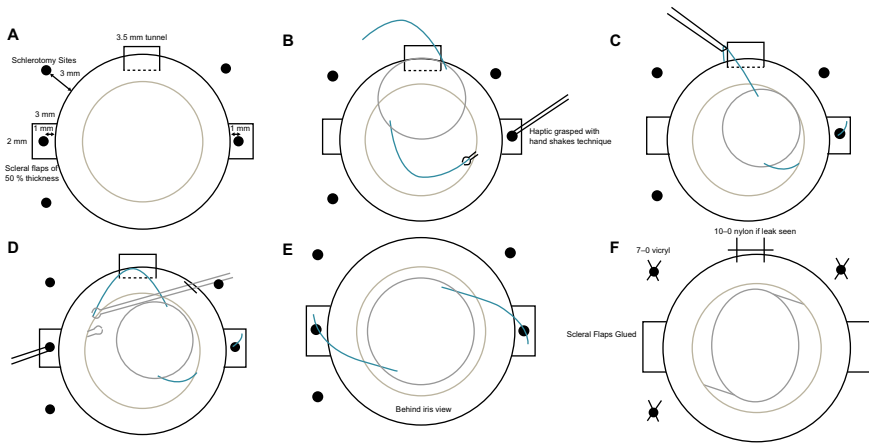 A
3.5 mm tunnel
Schlerotomy Sites
3 mm
3 mm
1 mm
1 mm
2 mm
Scleral flaps of
50 % thickness
B
Haptic grasped with
hand shakes technique
C
D
E
Behind iris view
F
10–0 nylon if leak seen
7–0 vicryl
Scleral Flaps Glued